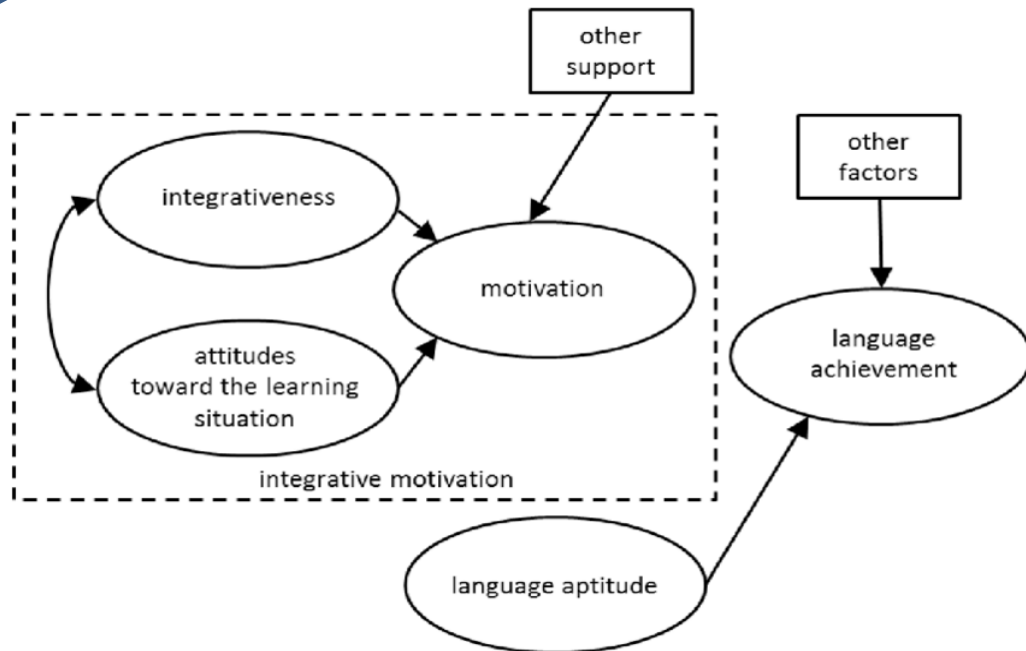 other
support
other
factors
integrativeness
motivation
attitudes
toward the learning
situation
language
achievement
integrative motivation
language aptitude